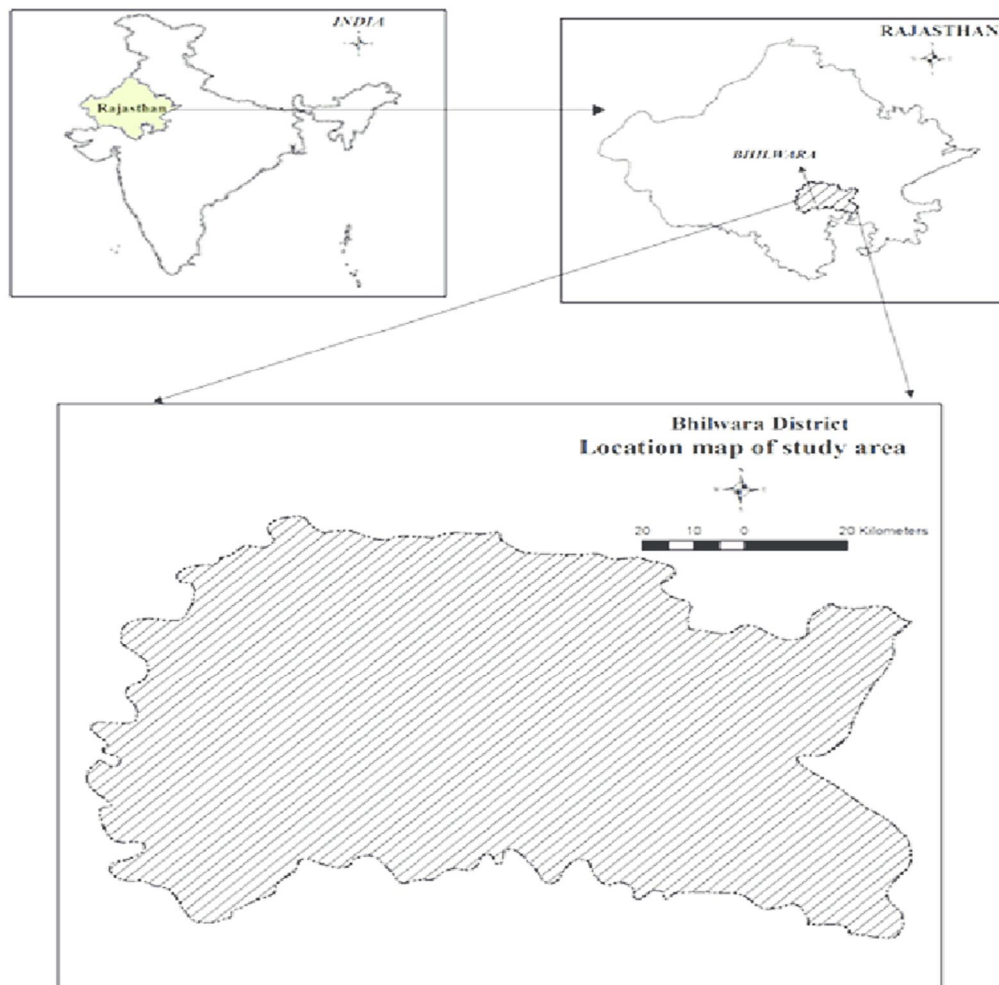 INDIA
Rajasthan
RAJASTHAN
BHILWARA
Bhilwara District
Location map of study area
20 10 0 20 Kilometers